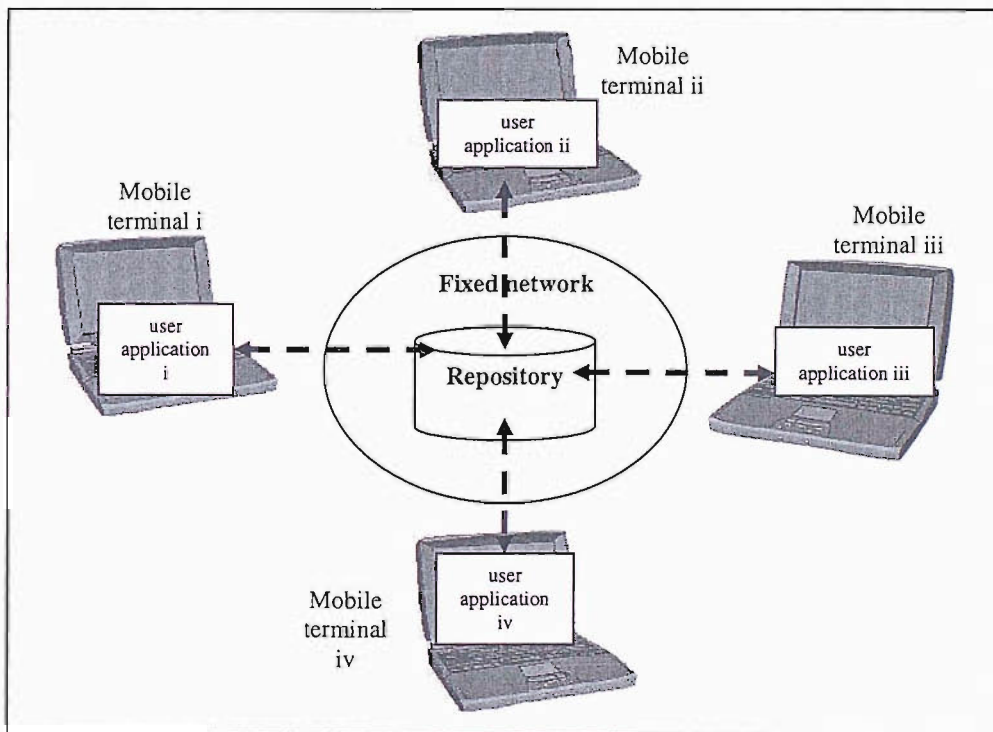 Mobile
terminal ii
user
application ii
Mobile
terminal i
user
application
i
Mobile
terminal iii
user
application iii
Fixed network
Repository
user
application
iv
Mobile
terminal
iv